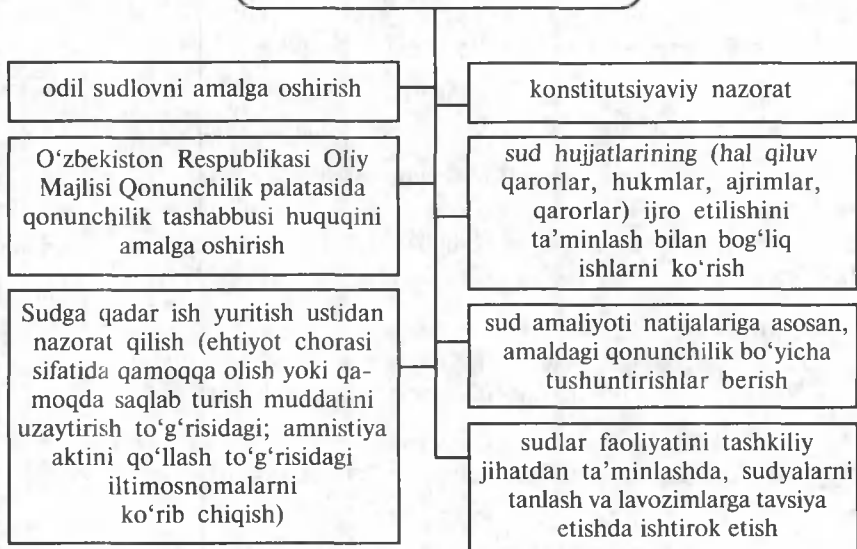 odil sudlovni amalga oshirish
konstitutsiyaviy nazorat
O‘zbekiston Respublikasi Oliy
Majlisi Qonunchilik palatasida
qonunchilik tashabbusi huquqini
amalga oshirish
sud hujjatlarining (hal qiluv
qarorlar, hukmlar, ajrimlar,
qarorlar) ijro etilishini
ta’minlash bilan bog‘liq
ishlarni ko‘rish
Sudga qadar ish yuritish ustidan
nazorat qilish (ehtiyot chorasi
sifatida qamoqqa olish yoki qa-
moqda saqlab turish muddatini
uzaytirish to‘g‘risidagi; amnistiya
aktini qo‘llash to‘g‘risidagi
iltimosnomalarni
ko‘rib chiqish)
sud amaliyoti natijalariga asosan,
amaldagi qonunchilik bo‘yicha
tushuntirishlar berish
sudlar faoliyatini tashkiliy
jihatdan ta’minlashda, sudyalarni
tanlash va lavozimlarga tavsiya
etishda ishtirok etish